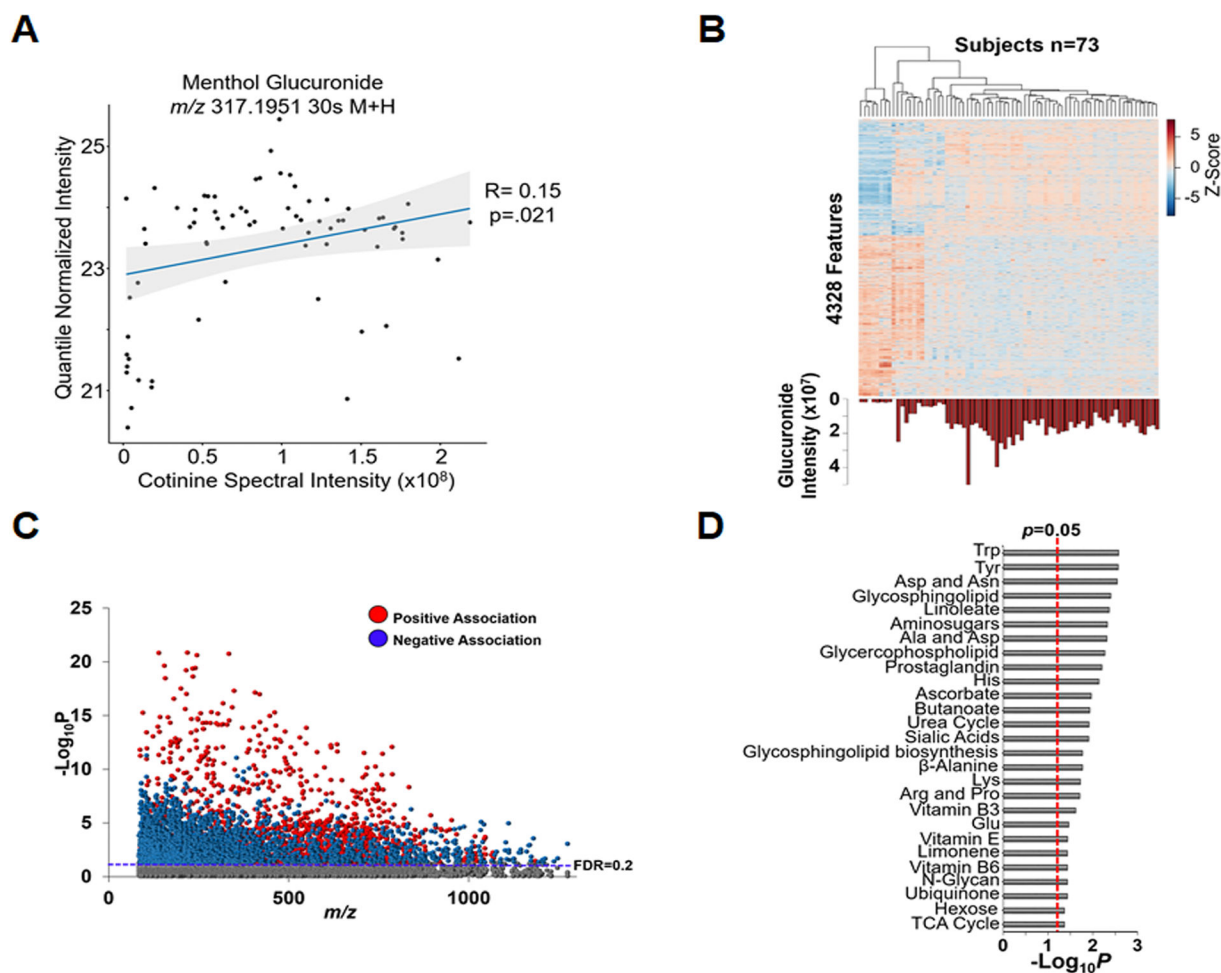 A
Menthol Glucuronide
m/z 317.1951 30s M+H
Quantile Normalized Intensity
25
23
21
R= 0.15
p=.021
0
0.5
1
1.5
2
Cotinine Spectral Intensity (x10⁸)
B
Subjects n=73
4328 Features
5
0
-5
Z-Score
Glucuronide
Intensity (x10⁷)
0
2
4
C
25
20
15
10
5
0
-Log₁₀P
Positive Association
Negative Association
FDR=0.2
0
500
1000
m/z
D
p=0.05
Trp
Tyr
Asp and Asn
Glycosphingolipid
Linoleate
Aminosugars
Ala and Asp
Glycercophospholipid
Prostaglandin
His
Ascorbate
Butanoate
Urea Cycle
Sialic Acids
Glycosphingolipid biosynthesis
β-Alanine
Lys
Arg and Pro
Vitamin B3
Glu
Vitamin E
Limonene
Vitamin B6
N-Glycan
Ubiquinone
Hexose
TCA Cycle
0
1
2
3
-Log₁₀P